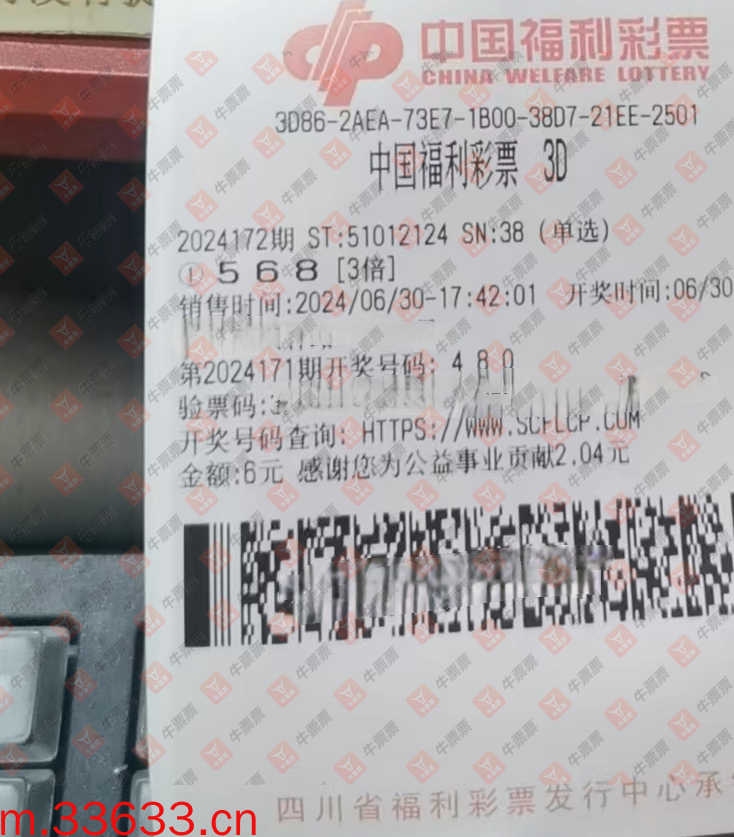 中国福利彩票
CHINA WELFARE LOTTERY
3D86-2AEA-73E7-1B00-38D7-21EE-2501
中国福利彩票 3D
2024172期 ST:51012124 SN:38 (单选)
① 5 6 8 [3倍]
销售时间:2024/06/30-17:42:01 开奖时间:06/30
第2024171期开奖号码: 4 8 0
验票码:
开奖号码查询: HTTPS://WWW.SCFLCP.COM
金额:6元 感谢您为公益事业贡献2.04元
四川省福利彩票发行中心承
m.33633.cn
牛票票